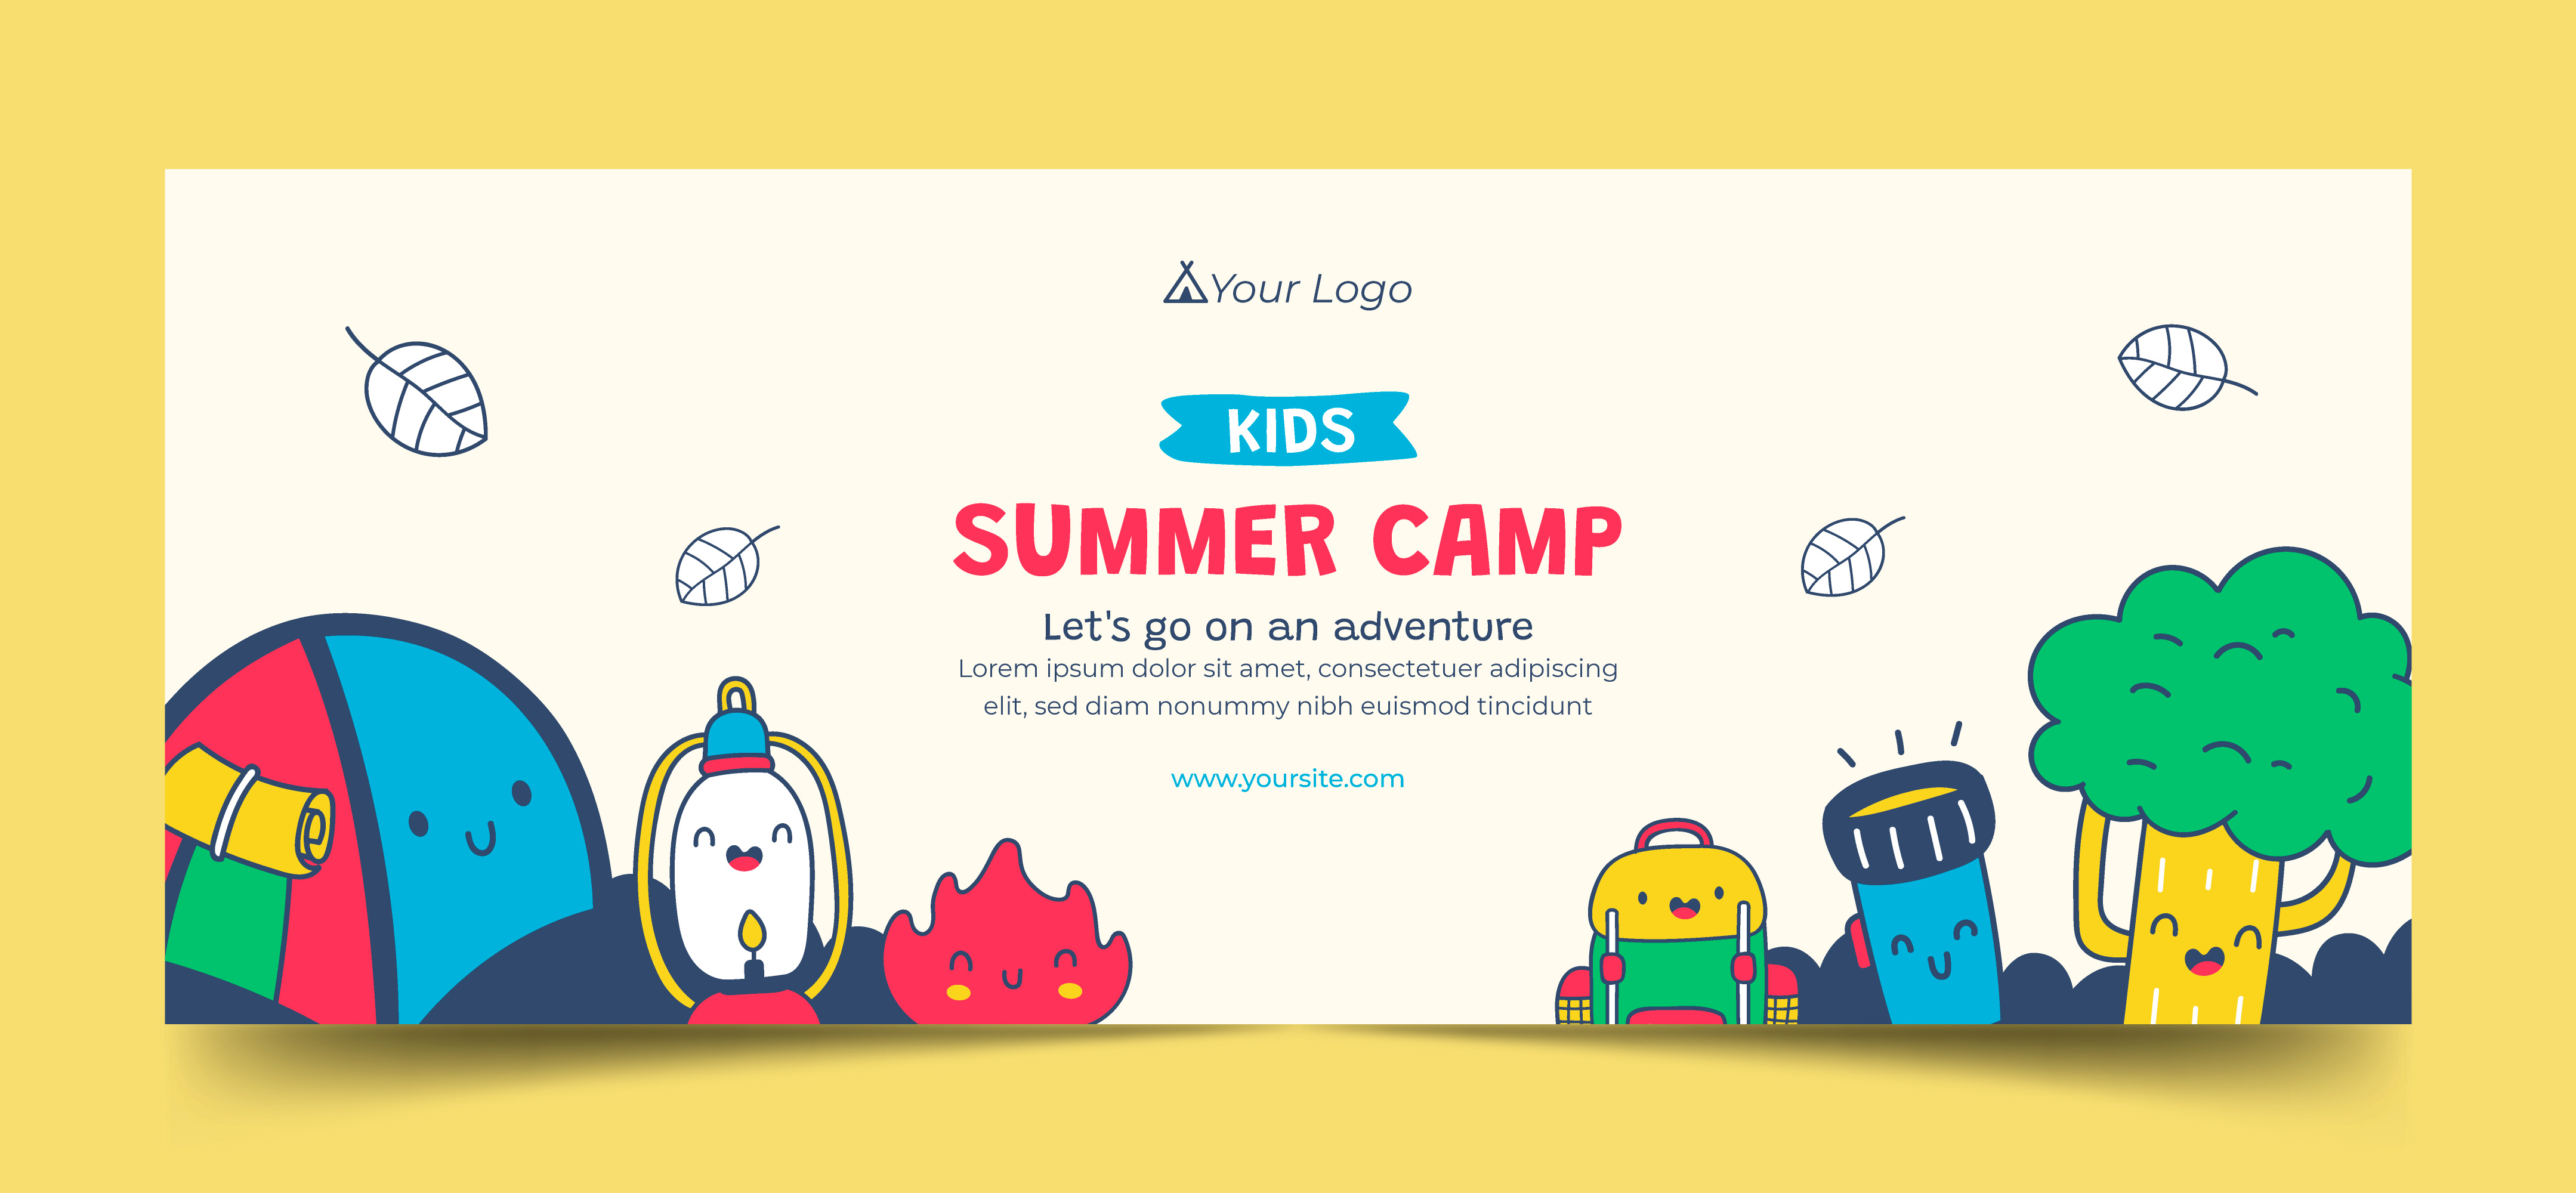 Your Logo
KIDS
SUMMER CAMP
Let's go on an adventure
Lorem ipsum dolor sit amet, consectetuer adipiscing
elit, sed diam nonummy nibh euismod tincidunt
www.yoursite.com